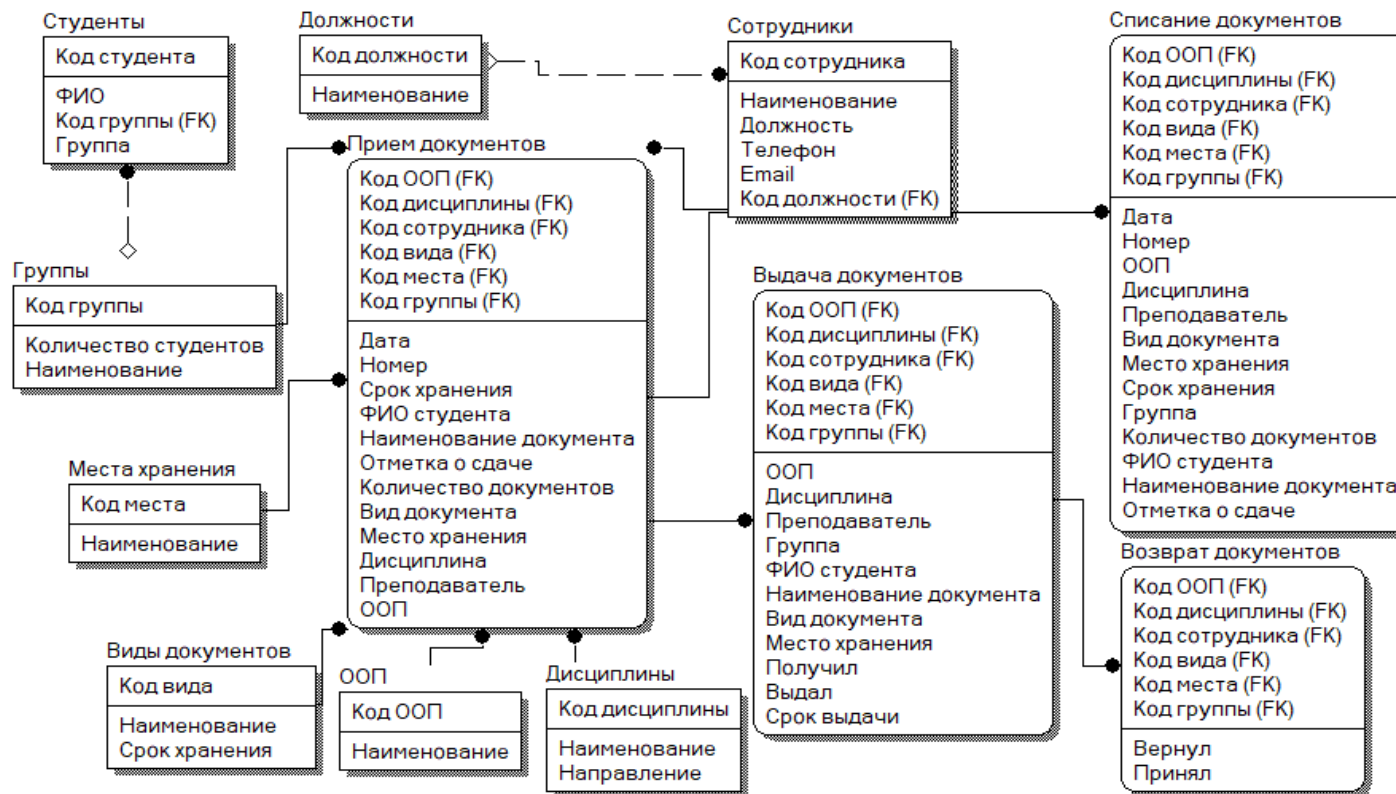 Студенты
Код студента
ФИО
Код группы (FK)
Группа
Должности
Код должности
Наименование
Сотрудники
Код сотрудника
Наименование
Должность
Телефон
Email
Код должности (FK)
Списание документов
Код ООП (FK)
Код дисциплины (FK)
Код сотрудника (FK)
Код вида (FK)
Код места (FK)
Код группы (FK)
Дата
Номер
ООП
Дисциплина
Преподаватель
Вид документа
Место хранения
Срок хранения
Группа
Количество документов
ФИО студента
Наименование документа
Отметка о сдаче
Прием документов
Код ООП (FK)
Код дисциплины (FK)
Код сотрудника (FK)
Код вида (FK)
Код места (FK)
Код группы (FK)
Дата
Номер
Срок хранения
ФИО студента
Наименование документа
Отметка о сдаче
Количество документов
Вид документа
Место хранения
Дисциплина
Преподаватель
ООП
Группы
Код группы
Количество студентов
Наименование
Выдача документов
Код ООП (FK)
Код дисциплины (FK)
Код сотрудника (FK)
Код вида (FK)
Код места (FK)
Код группы (FK)
ООП
Дисциплина
Преподаватель
Группа
ФИО студента
Наименование документа
Вид документа
Место хранения
Получил
Выдал
Срок выдачи
Места хранения
Код места
Наименование
Возврат документов
Код ООП (FK)
Код дисциплины (FK)
Код сотрудника (FK)
Код вида (FK)
Код места (FK)
Код группы (FK)
Вернул
Принял
Виды документов
Код вида
Наименование
Срок хранения
ООП
Код ООП
Наименование
Дисциплины
Код дисциплины
Наименование
Направление